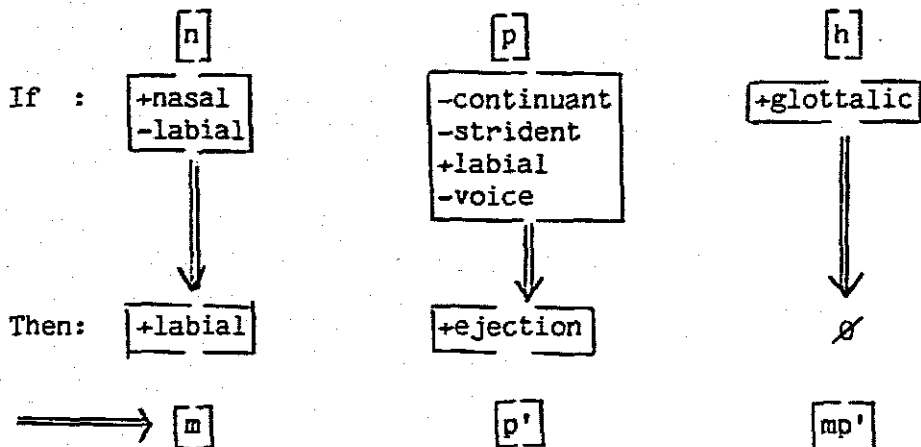 [n] [p] [h]
If : +nasal -continuant +glottalic
-labial -strident
+labial
-voice
Then: +labial +ejection ø
[m] [p'] [mp']